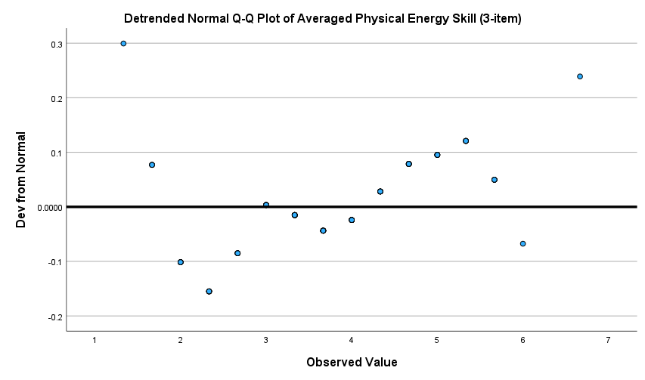 Detrended Normal Q-Q Plot of Averaged Physical Energy Skill (3-item)
Dev from Normal
0.3
0.2
0.1
0.0000
-0.1
-0.2
1 2 3 4 5 6 7
Observed Value